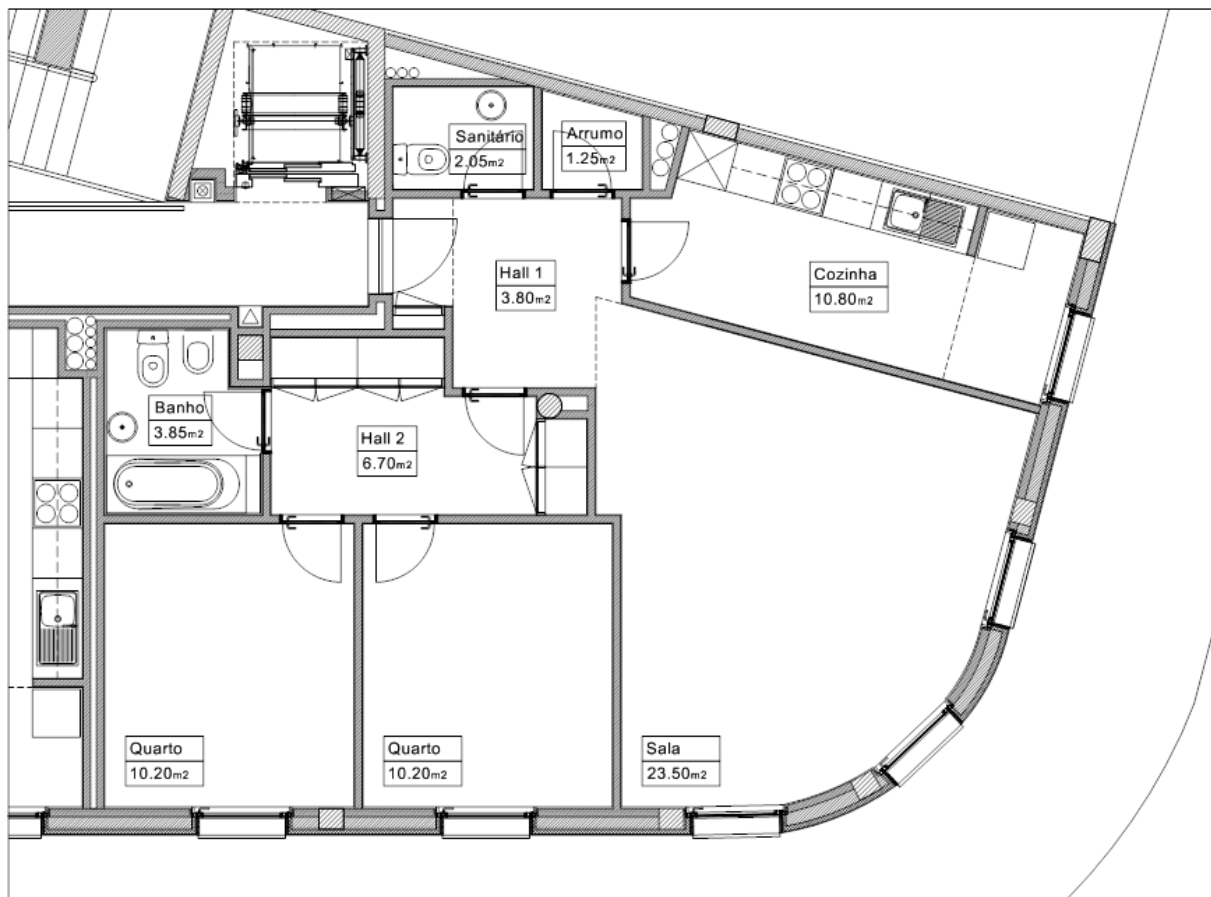 Sanitário
2.05m2
Arrumo
1.25m2
Hall 1
3.80m2
Cozinha
10.80m2
Banho
3.85m2
Hall 2
6.70m2
Quarto
10.20m2
Quarto
10.20m2
Sala
23.50m2